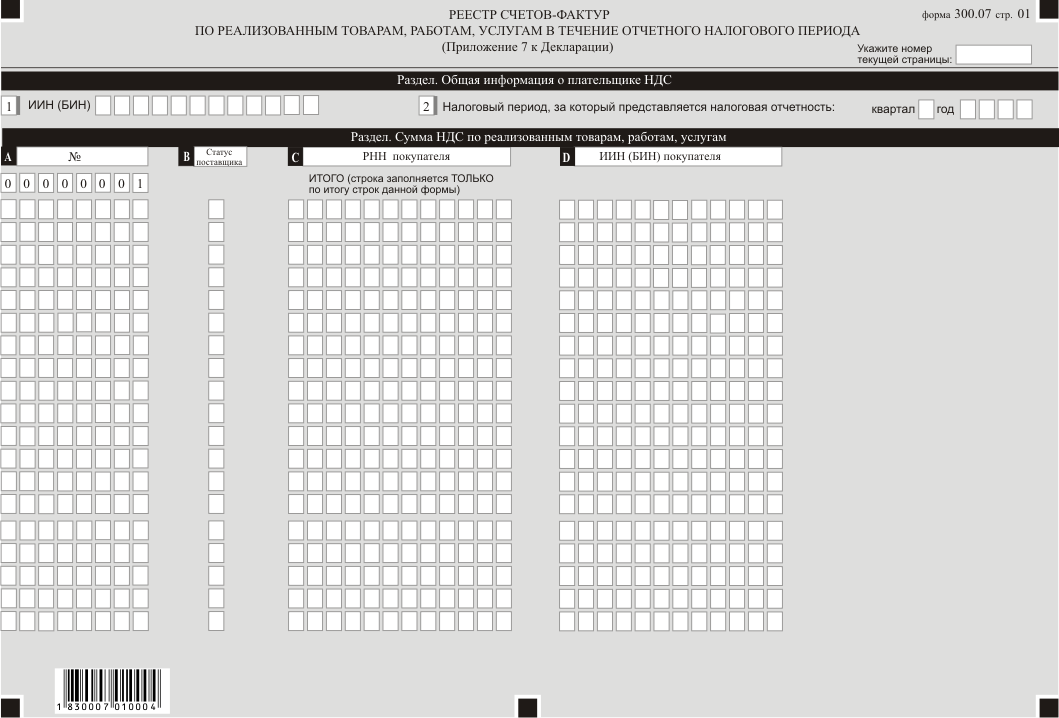 РЕЕСТР СЧЕТОВ-ФАКТУР
форма 300.07 стр. 01
ПО РЕАЛИЗОВАННЫМ ТОВАРАМ, РАБОТАМ, УСЛУГАМ В ТЕЧЕНИЕ ОТЧЕТНОГО НАЛОГОВОГО ПЕРИОДА
(Приложение 7 к Декларации)
Укажите номер
текущей страницы:
Раздел. Общая информация о плательщике НДС
1 ИИН (БИН)
2 Налоговый период, за который представляется налоговая отчетность: квартал год
Раздел. Сумма НДС по реализованным товарам, работам, услугам
A №
B Статус
поставщика
C РНН покупателя
D ИИН (БИН) покупателя
0 0 0 0 0 0 0 1
ИТОГО (строка заполняется ТОЛЬКО
по итогу строк данной формы)
1 830007 010004